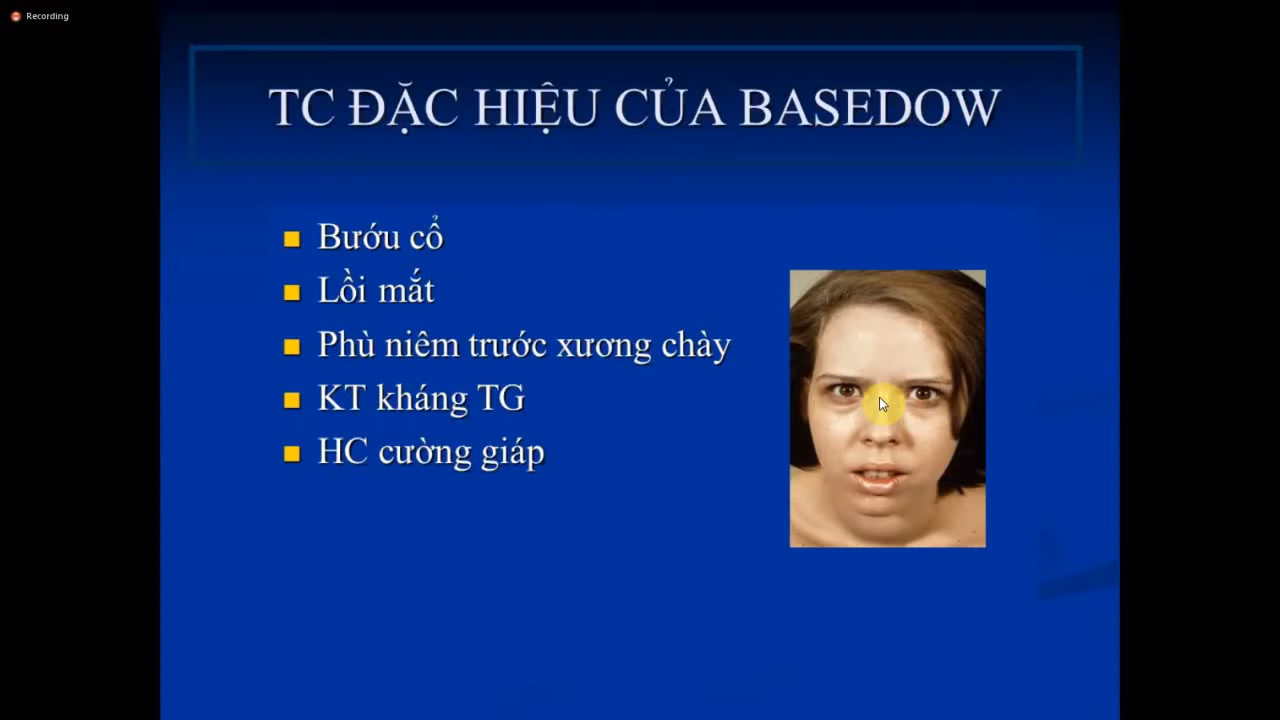 Recording
TC ĐẶC HIỆU CỦA BASEDOW
Bướu cổ
Lồi mắt
Phù niêm trước xương chày
KT kháng TG
HC cường giáp